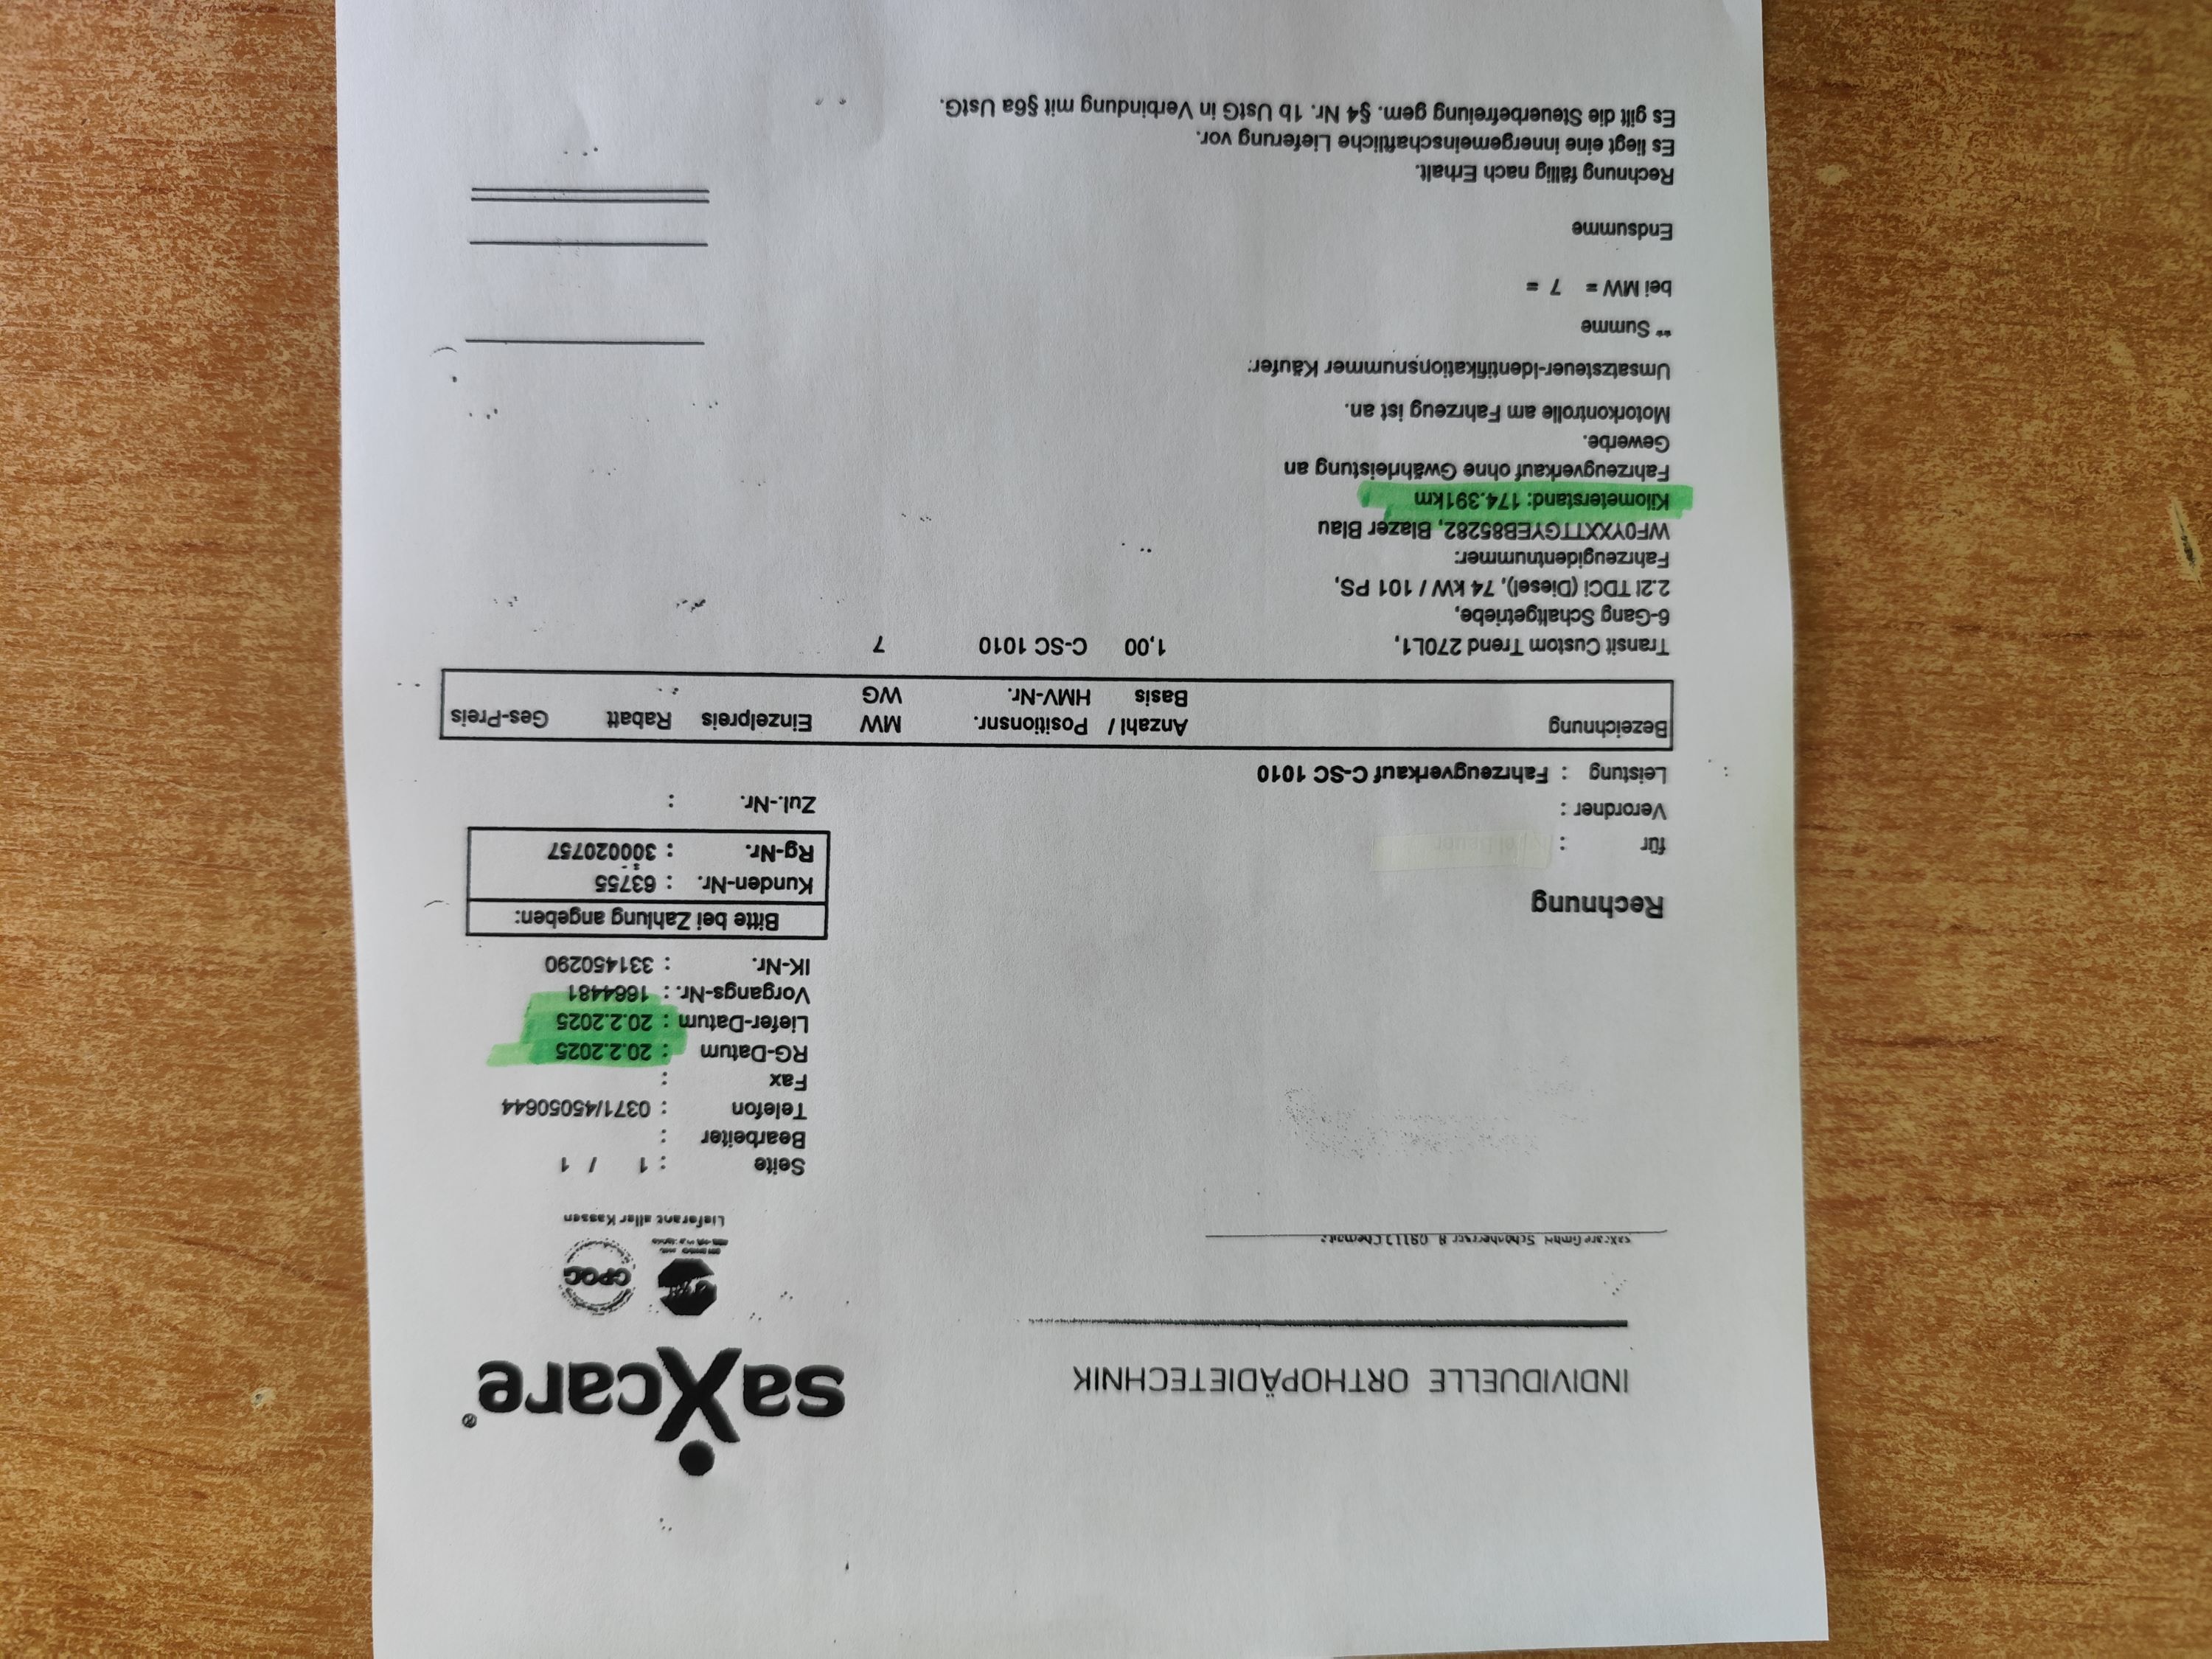 INDIVIDUELLE ORTHOPÄDIETECHNIK
saXcare®
CPOC
Lieferant aller Kassen
saXcare GmbH
Seite : 1 / 1
Bearbeiter :
Telefon : 0371/45050644
Fax :
RG-Datum : 20.2.2025
Liefer-Datum : 20.2.2025
Vorgangs-Nr. : 1664481
IK-Nr. : 331450290
Bitte bei Zahlung angeben:
Kunden-Nr. : 63755
Rg-Nr. : 300020757
Zul.-Nr. :
Rechnung
für :
Verordner :
Leistung : Fahrzeugverkauf C-SC 1010
Bezeichnung Anzahl / Basis Positionsnr. HMV-Nr. MW WG Einzelpreis Rabatt Ges-Preis
Transit Custom Trend 270L1, 1,00 C-SC 1010 7
6-Gang Schaltgetriebe,
2.2l TDCi (Diesel), 74 kW / 101 PS,
Fahrzeugidentnummer:
WF0YXXTTGYEB85282, Blazer Blau
Kilometerstand: 174.391km
Fahrzeugverkauf ohne Gwährleistung an
Gewerbe.
Motorkontrolle am Fahrzeug ist an.
Umsatzsteuer-Identifikationsnummer Käufer:
** Summe
bei MW = 7 =
Endsumme
Rechnung fällig nach Erhalt.
Es liegt eine innergemeinschaftliche Lieferung vor.
Es gilt die Steuerbefreiung gem. §4 Nr. 1b UstG in Verbindung mit §6a UstG.